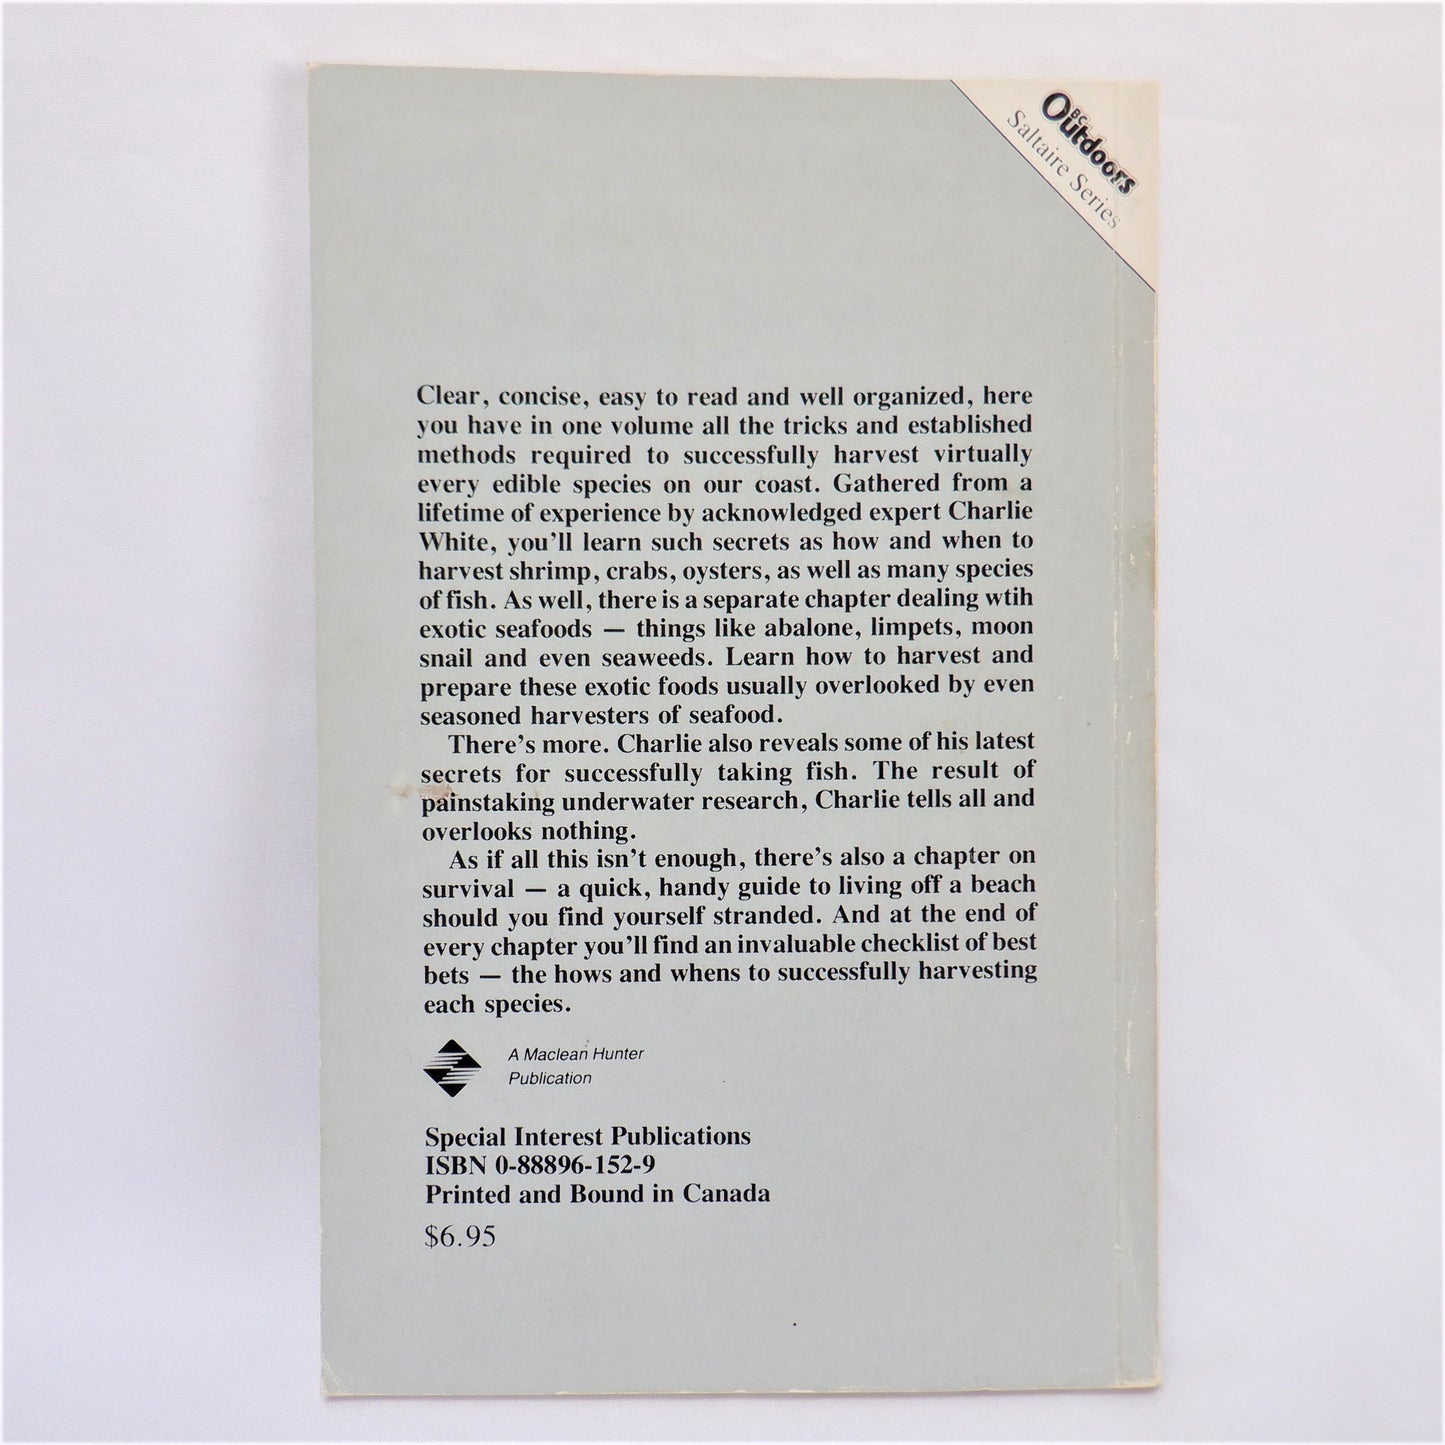 BC Outdoors
Saltaire Series
Clear, concise, easy to read and well organized, here
you have in one volume all the tricks and established
methods required to successfully harvest virtually
every edible species on our coast. Gathered from a
lifetime of experience by acknowledged expert Charlie
White, you'll learn such secrets as how and when to
harvest shrimp, crabs, oysters, as well as many species
of fish. As well, there is a separate chapter dealing wtih
exotic seafoods — things like abalone, limpets, moon
snail and even seaweeds. Learn how to harvest and
prepare these exotic foods usually overlooked by even
seasoned harvesters of seafood.
There's more. Charlie also reveals some of his latest
secrets for successfully taking fish. The result of
painstaking underwater research, Charlie tells all and
overlooks nothing.
As if all this isn't enough, there's also a chapter on
survival — a quick, handy guide to living off a beach
should you find yourself stranded. And at the end of
every chapter you'll find an invaluable checklist of best
bets — the hows and whens to successfully harvesting
each species.
A Maclean Hunter
Publication
Special Interest Publications
ISBN 0-88896-152-9
Printed and Bound in Canada
$6.95